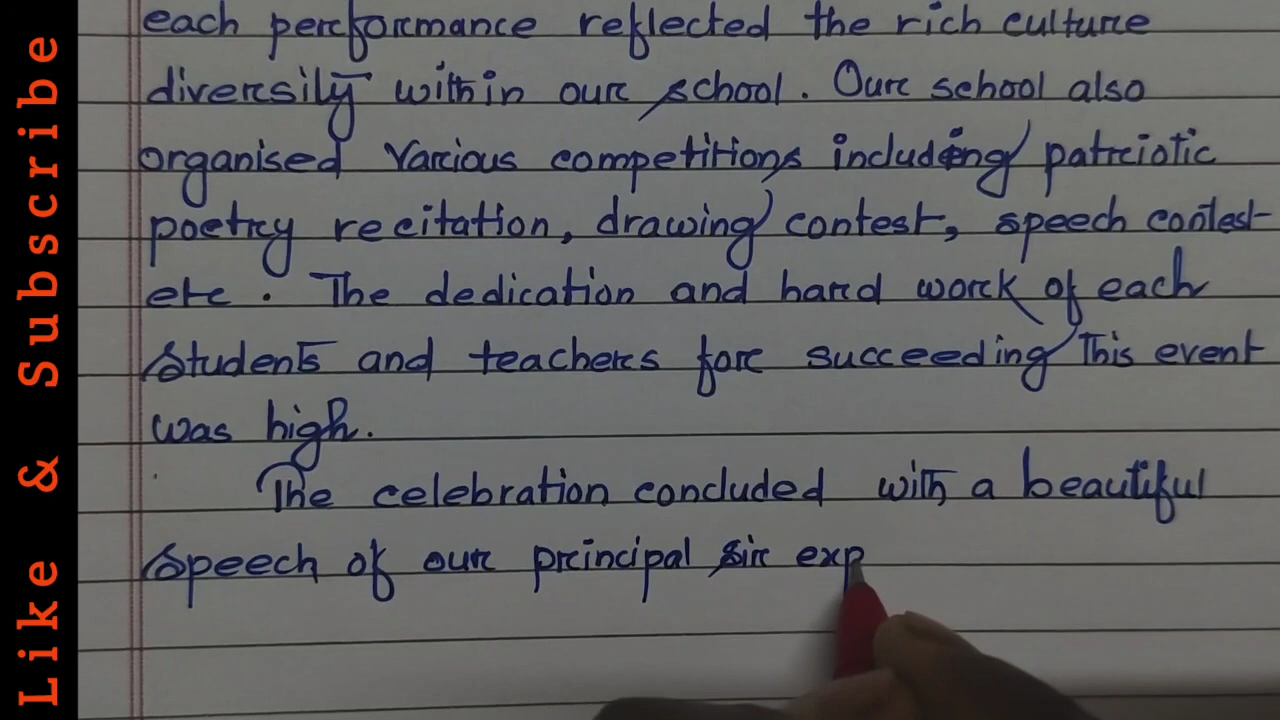 Like & Subscribe
each performance reflected the rich culture
diversity within our school. Our school also
organised various competitions including patriotic
poetry recitation, drawing contest, speech contest
etc. The dedication and hard work of each
students and teachers for succeeding This event
was high.
The celebration concluded with a beautiful
speech of our principal sir exp